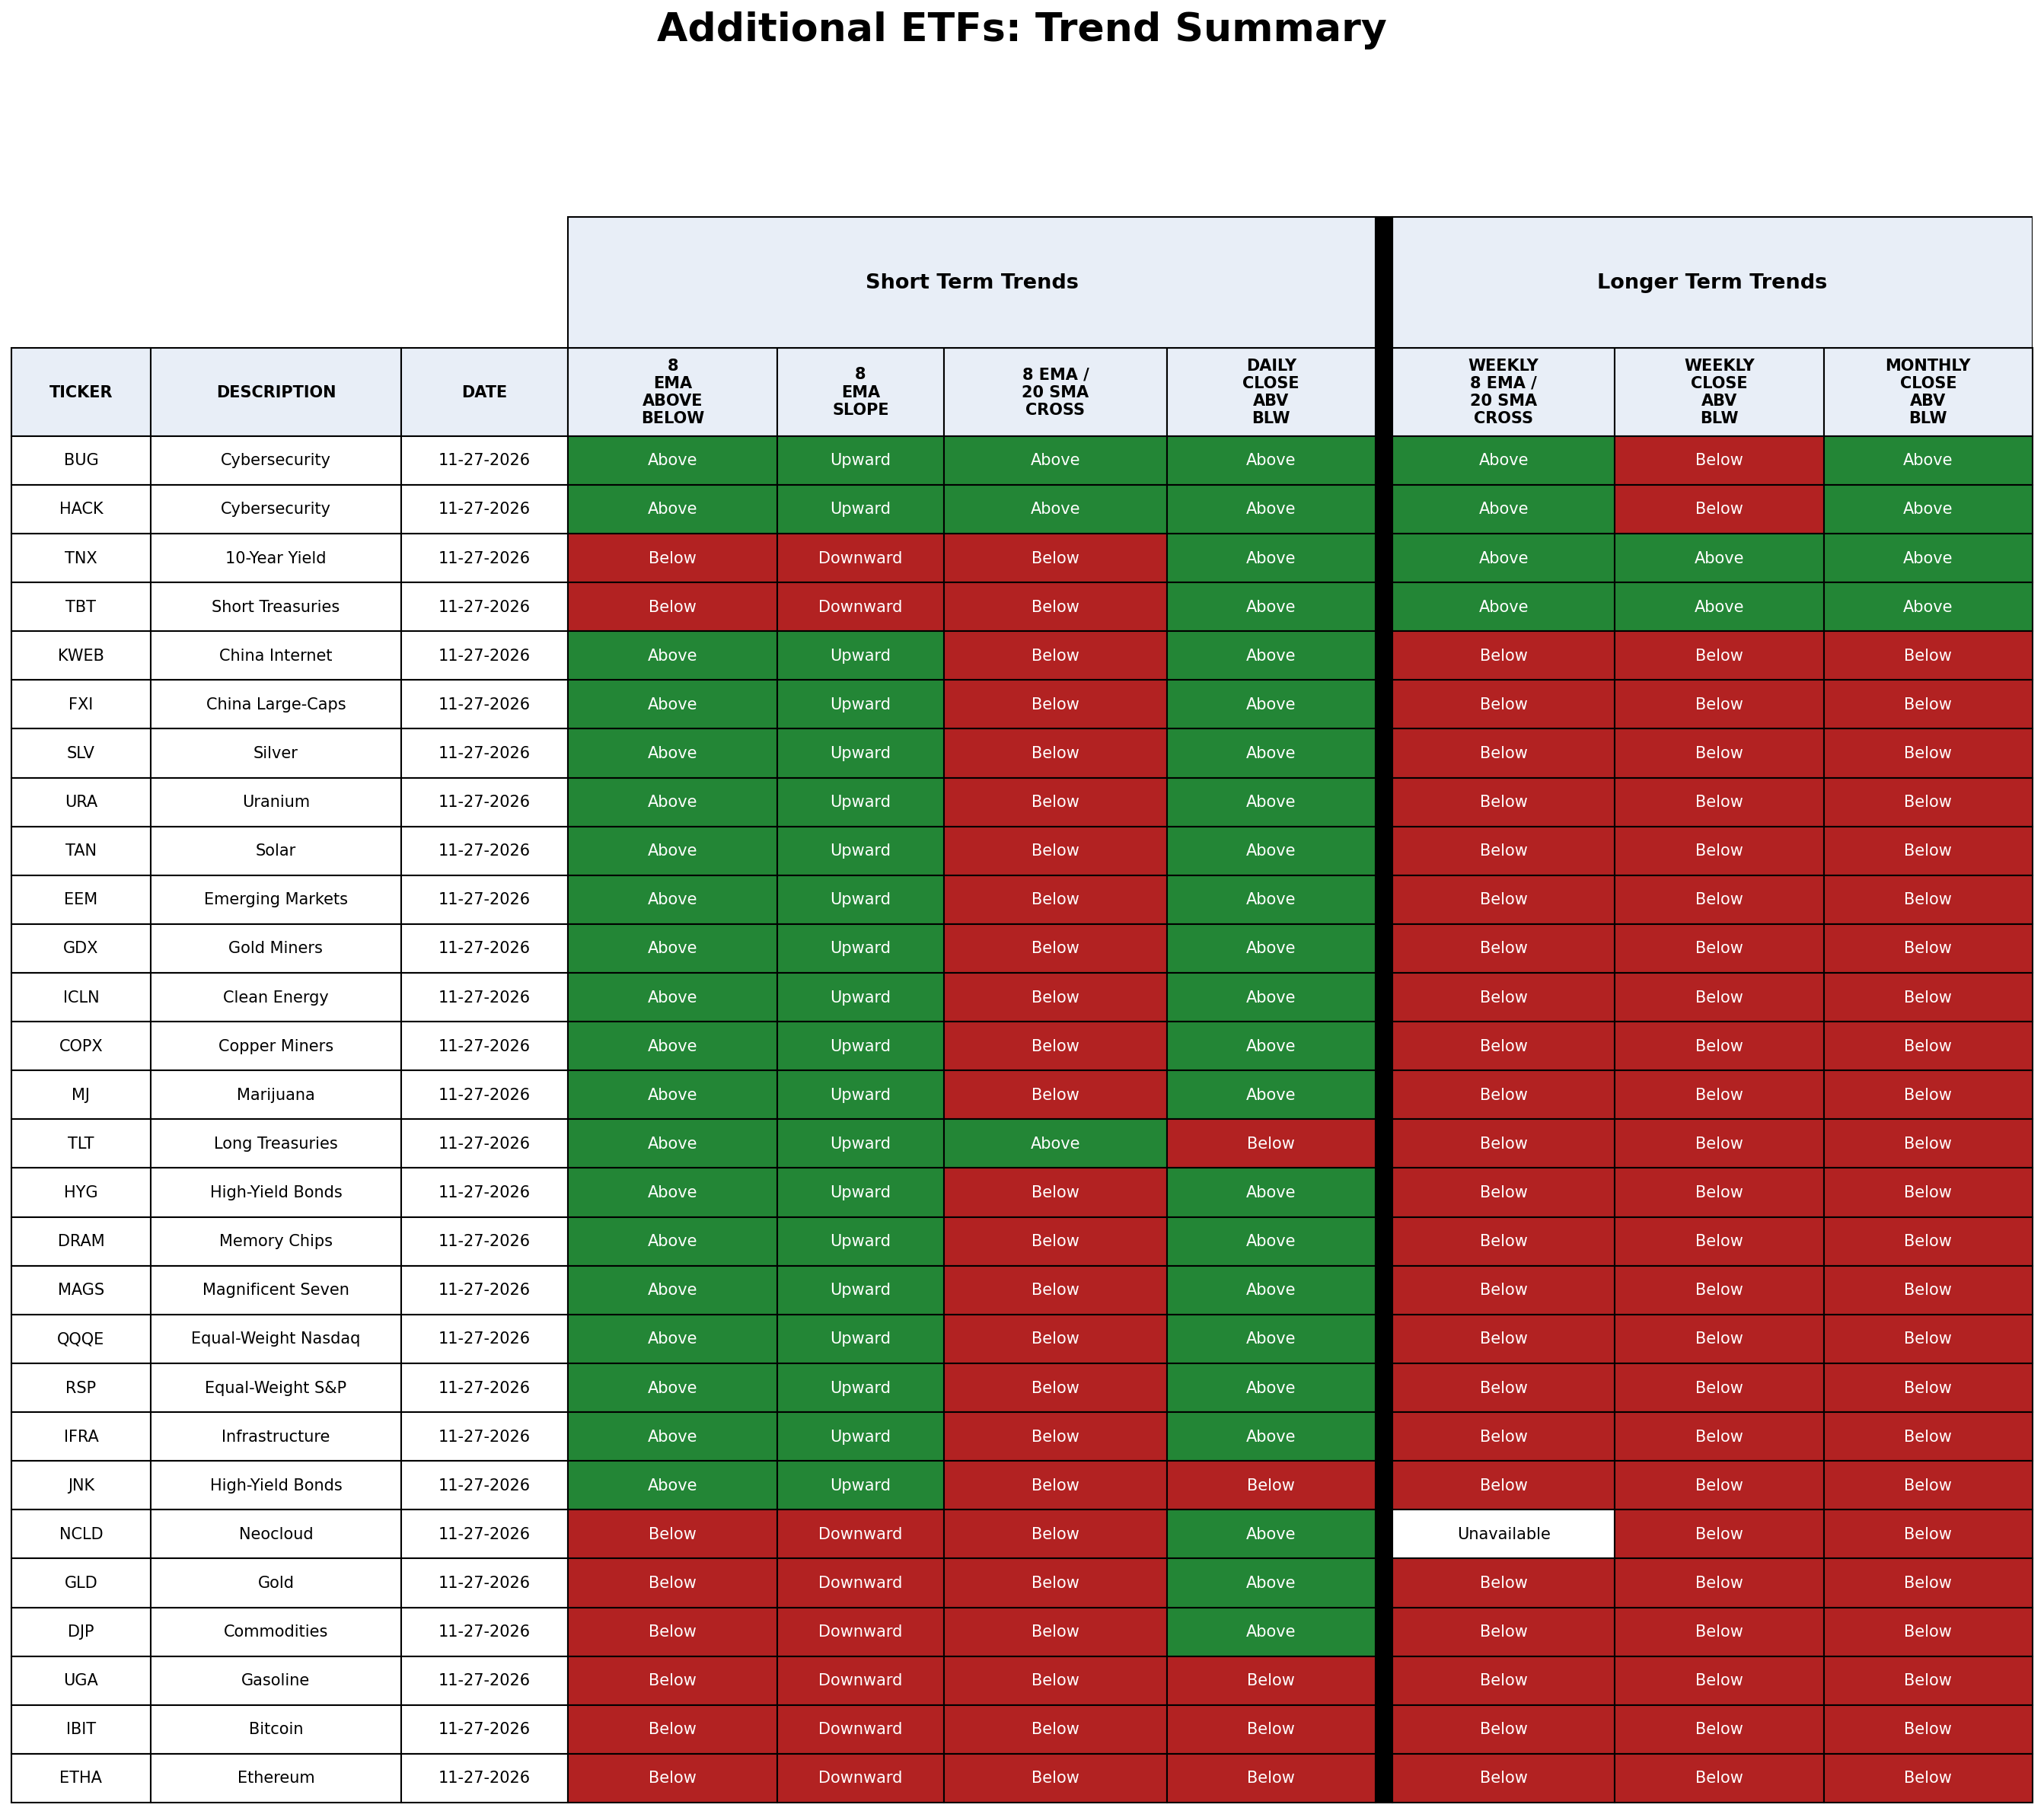 Additional ETFs: Trend Summary
Short Term Trends Longer Term Trends
TICKER DESCRIPTION DATE 8 EMA ABOVE BELOW 8 EMA SLOPE 8 EMA / 20 SMA CROSS DAILY CLOSE ABV BLW WEEKLY 8 EMA / 20 SMA CROSS WEEKLY CLOSE ABV BLW MONTHLY CLOSE ABV BLW
BUG Cybersecurity 11-27-2026 Above Upward Above Above Above Below Above
HACK Cybersecurity 11-27-2026 Above Upward Above Above Above Below Above
TNX 10-Year Yield 11-27-2026 Below Downward Below Above Above Above Above
TBT Short Treasuries 11-27-2026 Below Downward Below Above Above Above Above
KWEB China Internet 11-27-2026 Above Upward Below Above Below Below Below
FXI China Large-Caps 11-27-2026 Above Upward Below Above Below Below Below
SLV Silver 11-27-2026 Above Upward Below Above Below Below Below
URA Uranium 11-27-2026 Above Upward Below Above Below Below Below
TAN Solar 11-27-2026 Above Upward Below Above Below Below Below
EEM Emerging Markets 11-27-2026 Above Upward Below Above Below Below Below
GDX Gold Miners 11-27-2026 Above Upward Below Above Below Below Below
ICLN Clean Energy 11-27-2026 Above Upward Below Above Below Below Below
COPX Copper Miners 11-27-2026 Above Upward Below Above Below Below Below
MJ Marijuana 11-27-2026 Above Upward Below Above Below Below Below
TLT Long Treasuries 11-27-2026 Above Upward Above Below Below Below Below
HYG High-Yield Bonds 11-27-2026 Above Upward Below Above Below Below Below
DRAM Memory Chips 11-27-2026 Above Upward Below Above Below Below Below
MAGS Magnificent Seven 11-27-2026 Above Upward Below Above Below Below Below
QQQE Equal-Weight Nasdaq 11-27-2026 Above Upward Below Above Below Below Below
RSP Equal-Weight S&P 11-27-2026 Above Upward Below Above Below Below Below
IFRA Infrastructure 11-27-2026 Above Upward Below Above Below Below Below
JNK High-Yield Bonds 11-27-2026 Above Upward Below Below Below Below Below
NCLD Neocloud 11-27-2026 Below Downward Below Above Unavailable Below Below
GLD Gold 11-27-2026 Below Downward Below Above Below Below Below
DJP Commodities 11-27-2026 Below Downward Below Above Below Below Below
UGA Gasoline 11-27-2026 Below Downward Below Below Below Below Below
IBIT Bitcoin 11-27-2026 Below Downward Below Below Below Below Below
ETHA Ethereum 11-27-2026 Below Downward Below Below Below Below Below